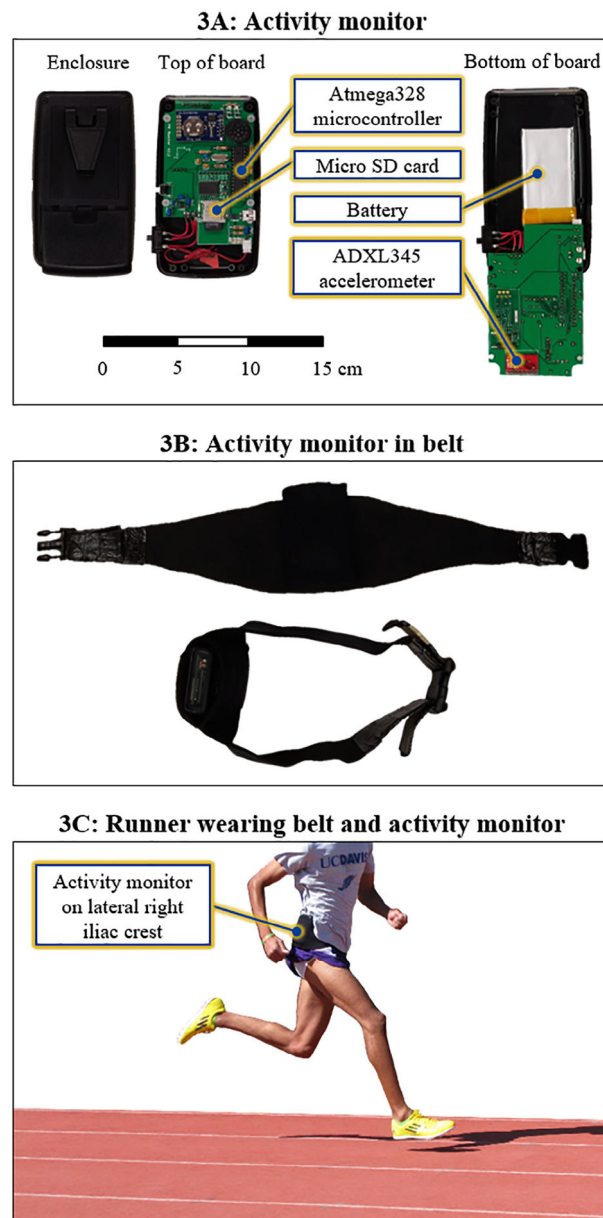 3A: Activity monitor
Enclosure
Top of board
Bottom of board
Atmega328
microcontroller
Micro SD card
Battery
ADXL345
accelerometer
0
5
10
15 cm
3B: Activity monitor in belt
3C: Runner wearing belt and activity monitor
UCDAVIS
Activity monitor
on lateral right
iliac crest